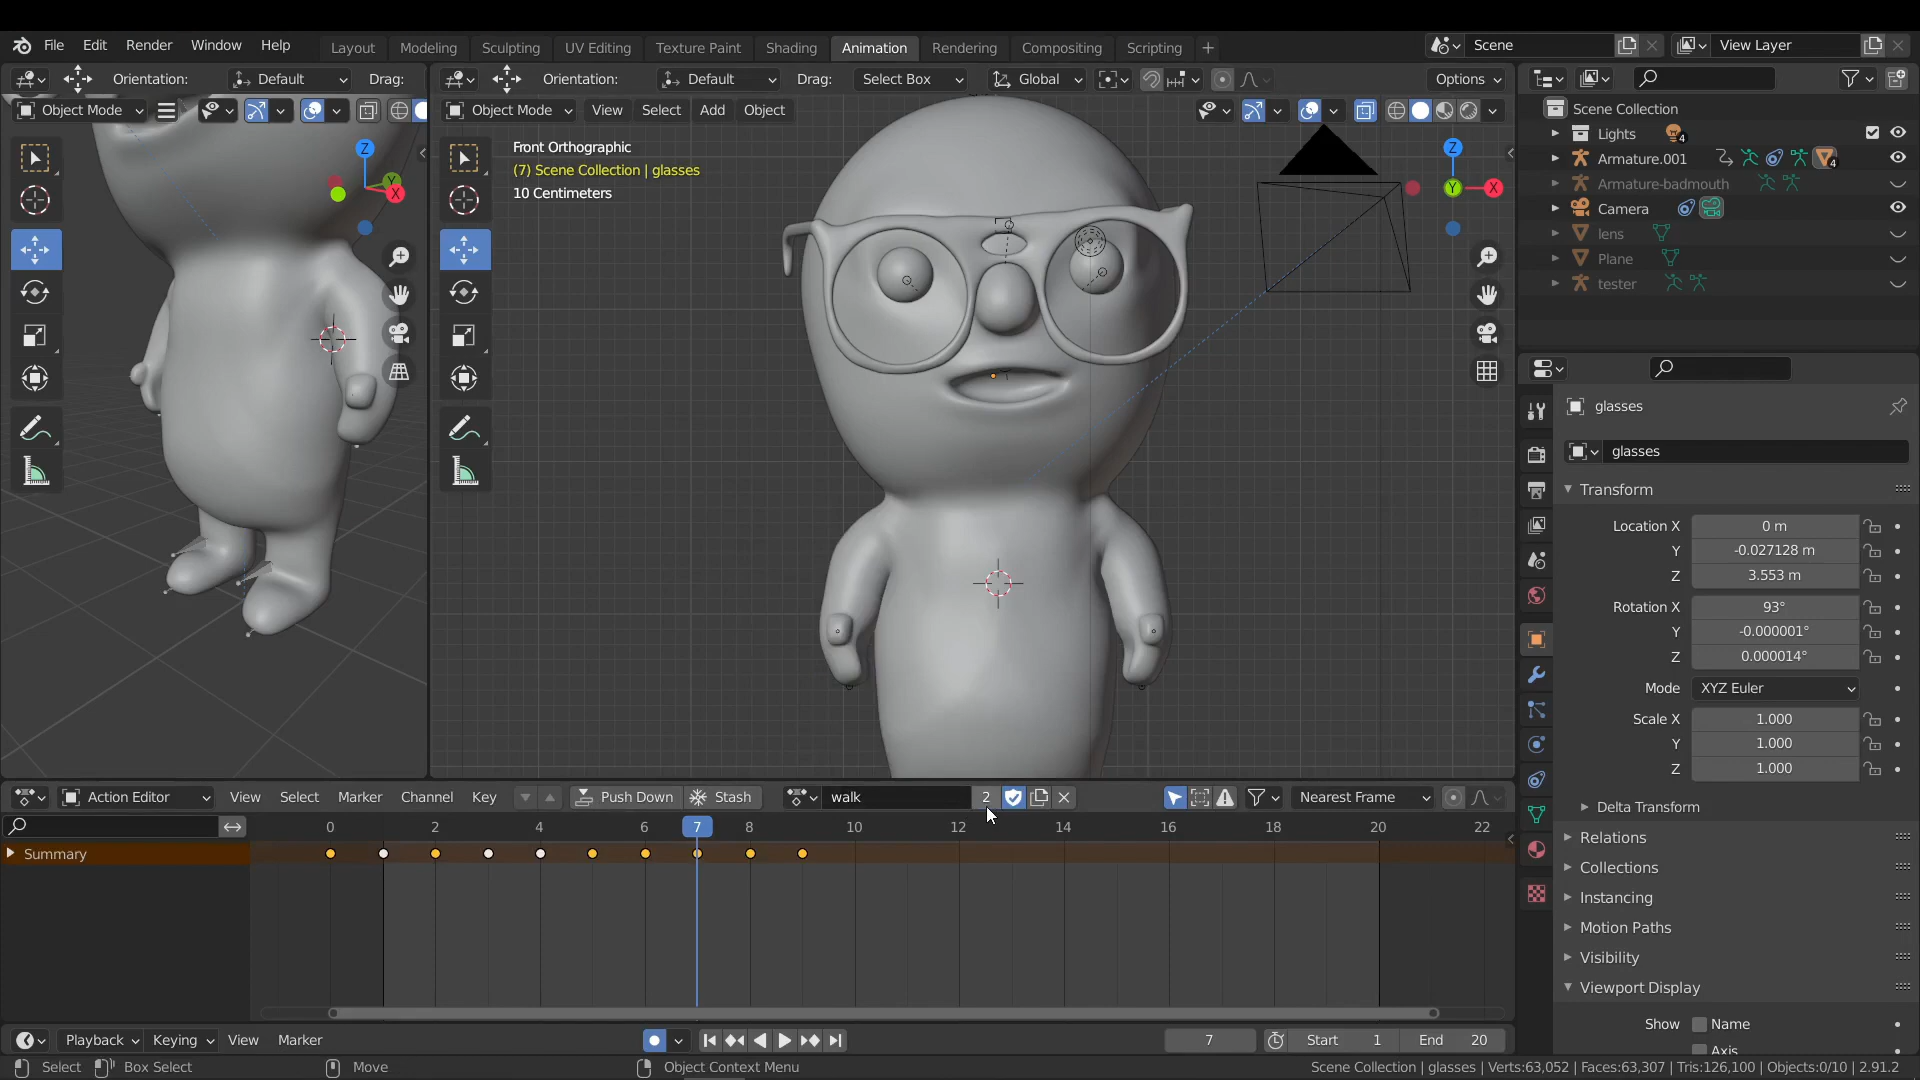 File Edit Render Window Help Layout Modeling Sculpting UV Editing Texture Paint Shading Animation Rendering Compositing Scripting + Scene View Layer
Orientation: Default Drag: Orientation: Default Drag: Select Box Global Options
Object Mode Object Mode View Select Add Object
Front Orthographic
(7) Scene Collection | glasses
10 Centimeters
Z
Y
X
Z
Y
X
Scene Collection
Lights 4
Armature.001 4
Armature-badmouth
Camera
lens
Plane
tester
glasses
glasses
Transform
Location X 0 m
Y -0.027128 m
Z 3.553 m
Rotation X 93°
Y -0.000001°
Z 0.000014°
Mode XYZ Euler
Scale X 1.000
Y 1.000
Z 1.000
Delta Transform
Relations
Collections
Instancing
Motion Paths
Visibility
Viewport Display
Show Name
Axis
Action Editor View Select Marker Channel Key Push Down Stash walk 2 Nearest Frame
0 2 4 6 7 8 10 12 14 16 18 20 22
Summary
Playback Keying View Marker 7 Start 1 End 20
Select Box Select Move Object Context Menu Scene Collection | glasses | Verts:63,052 | Faces:63,307 | Tris:126,100 | Objects:0/10 | 2.91.2